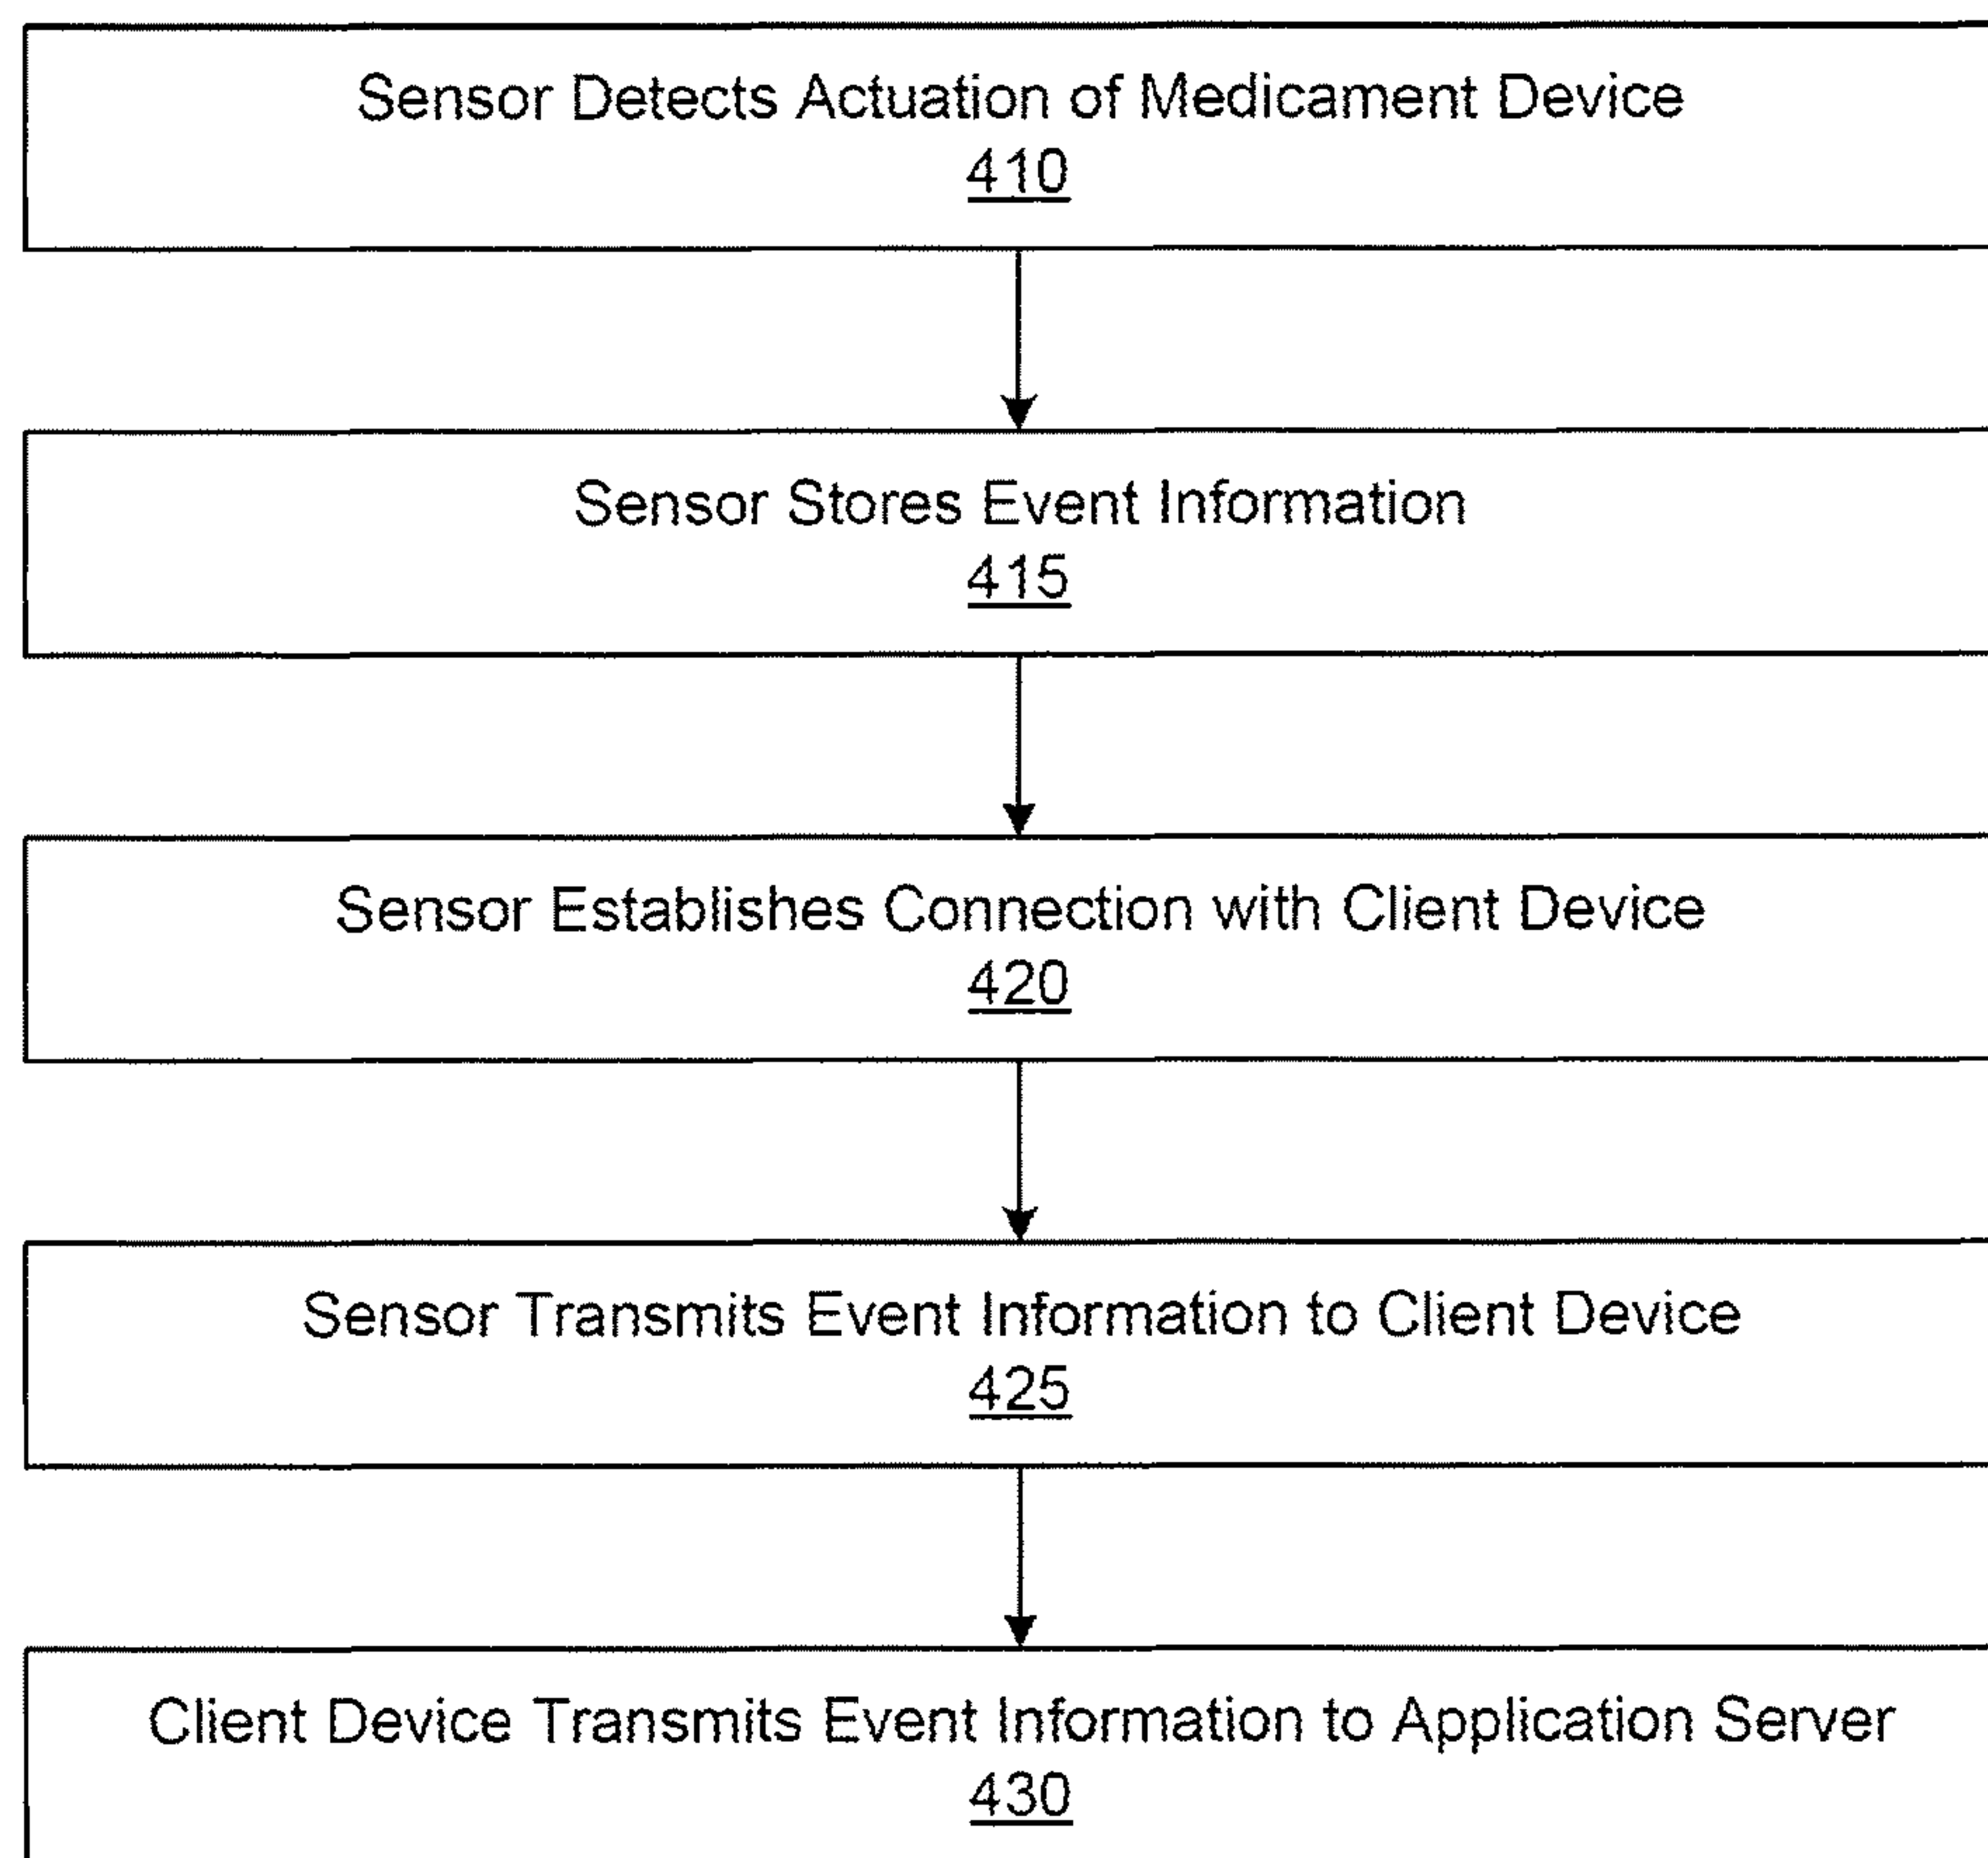 Sensor Detects Actuation of Medicament Device
410
Sensor Stores Event Information
415
Sensor Establishes Connection with Client Device
420
Sensor Transmits Event Information to Client Device
425
Client Device Transmits Event Information to Application Server
430